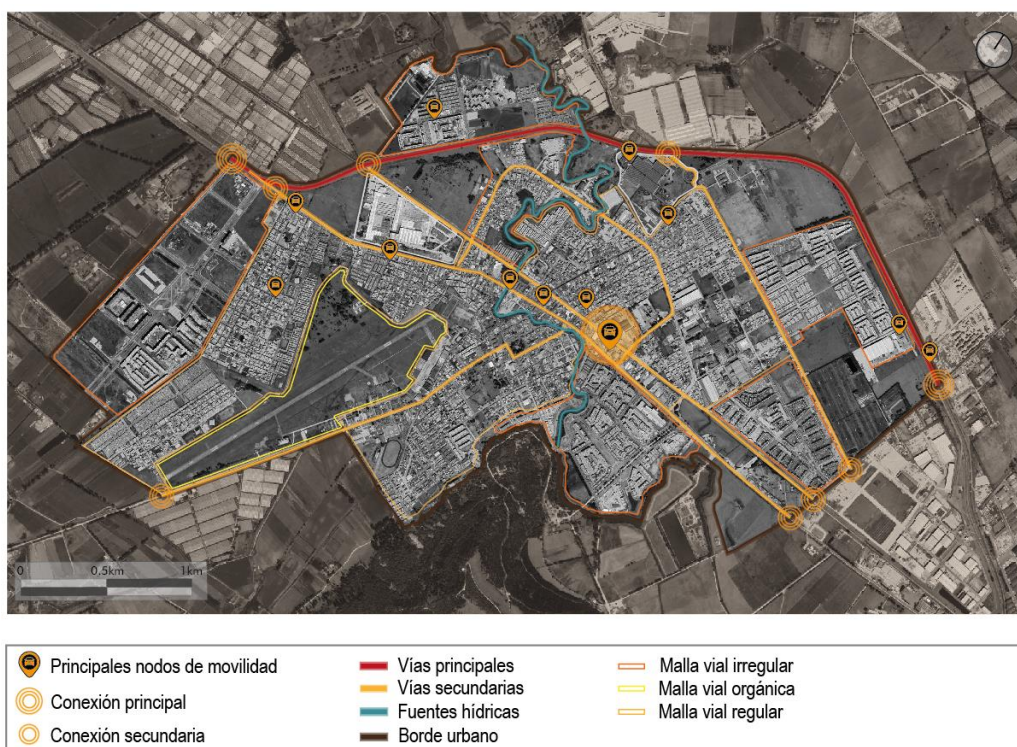 0 0.5km 1km
Principales nodos de movilidad
Conexión principal
Conexión secundaria
Vías principales
Vías secundarias
Fuentes hídricas
Borde urbano
Malla vial irregular
Malla vial orgánica
Malla vial regular